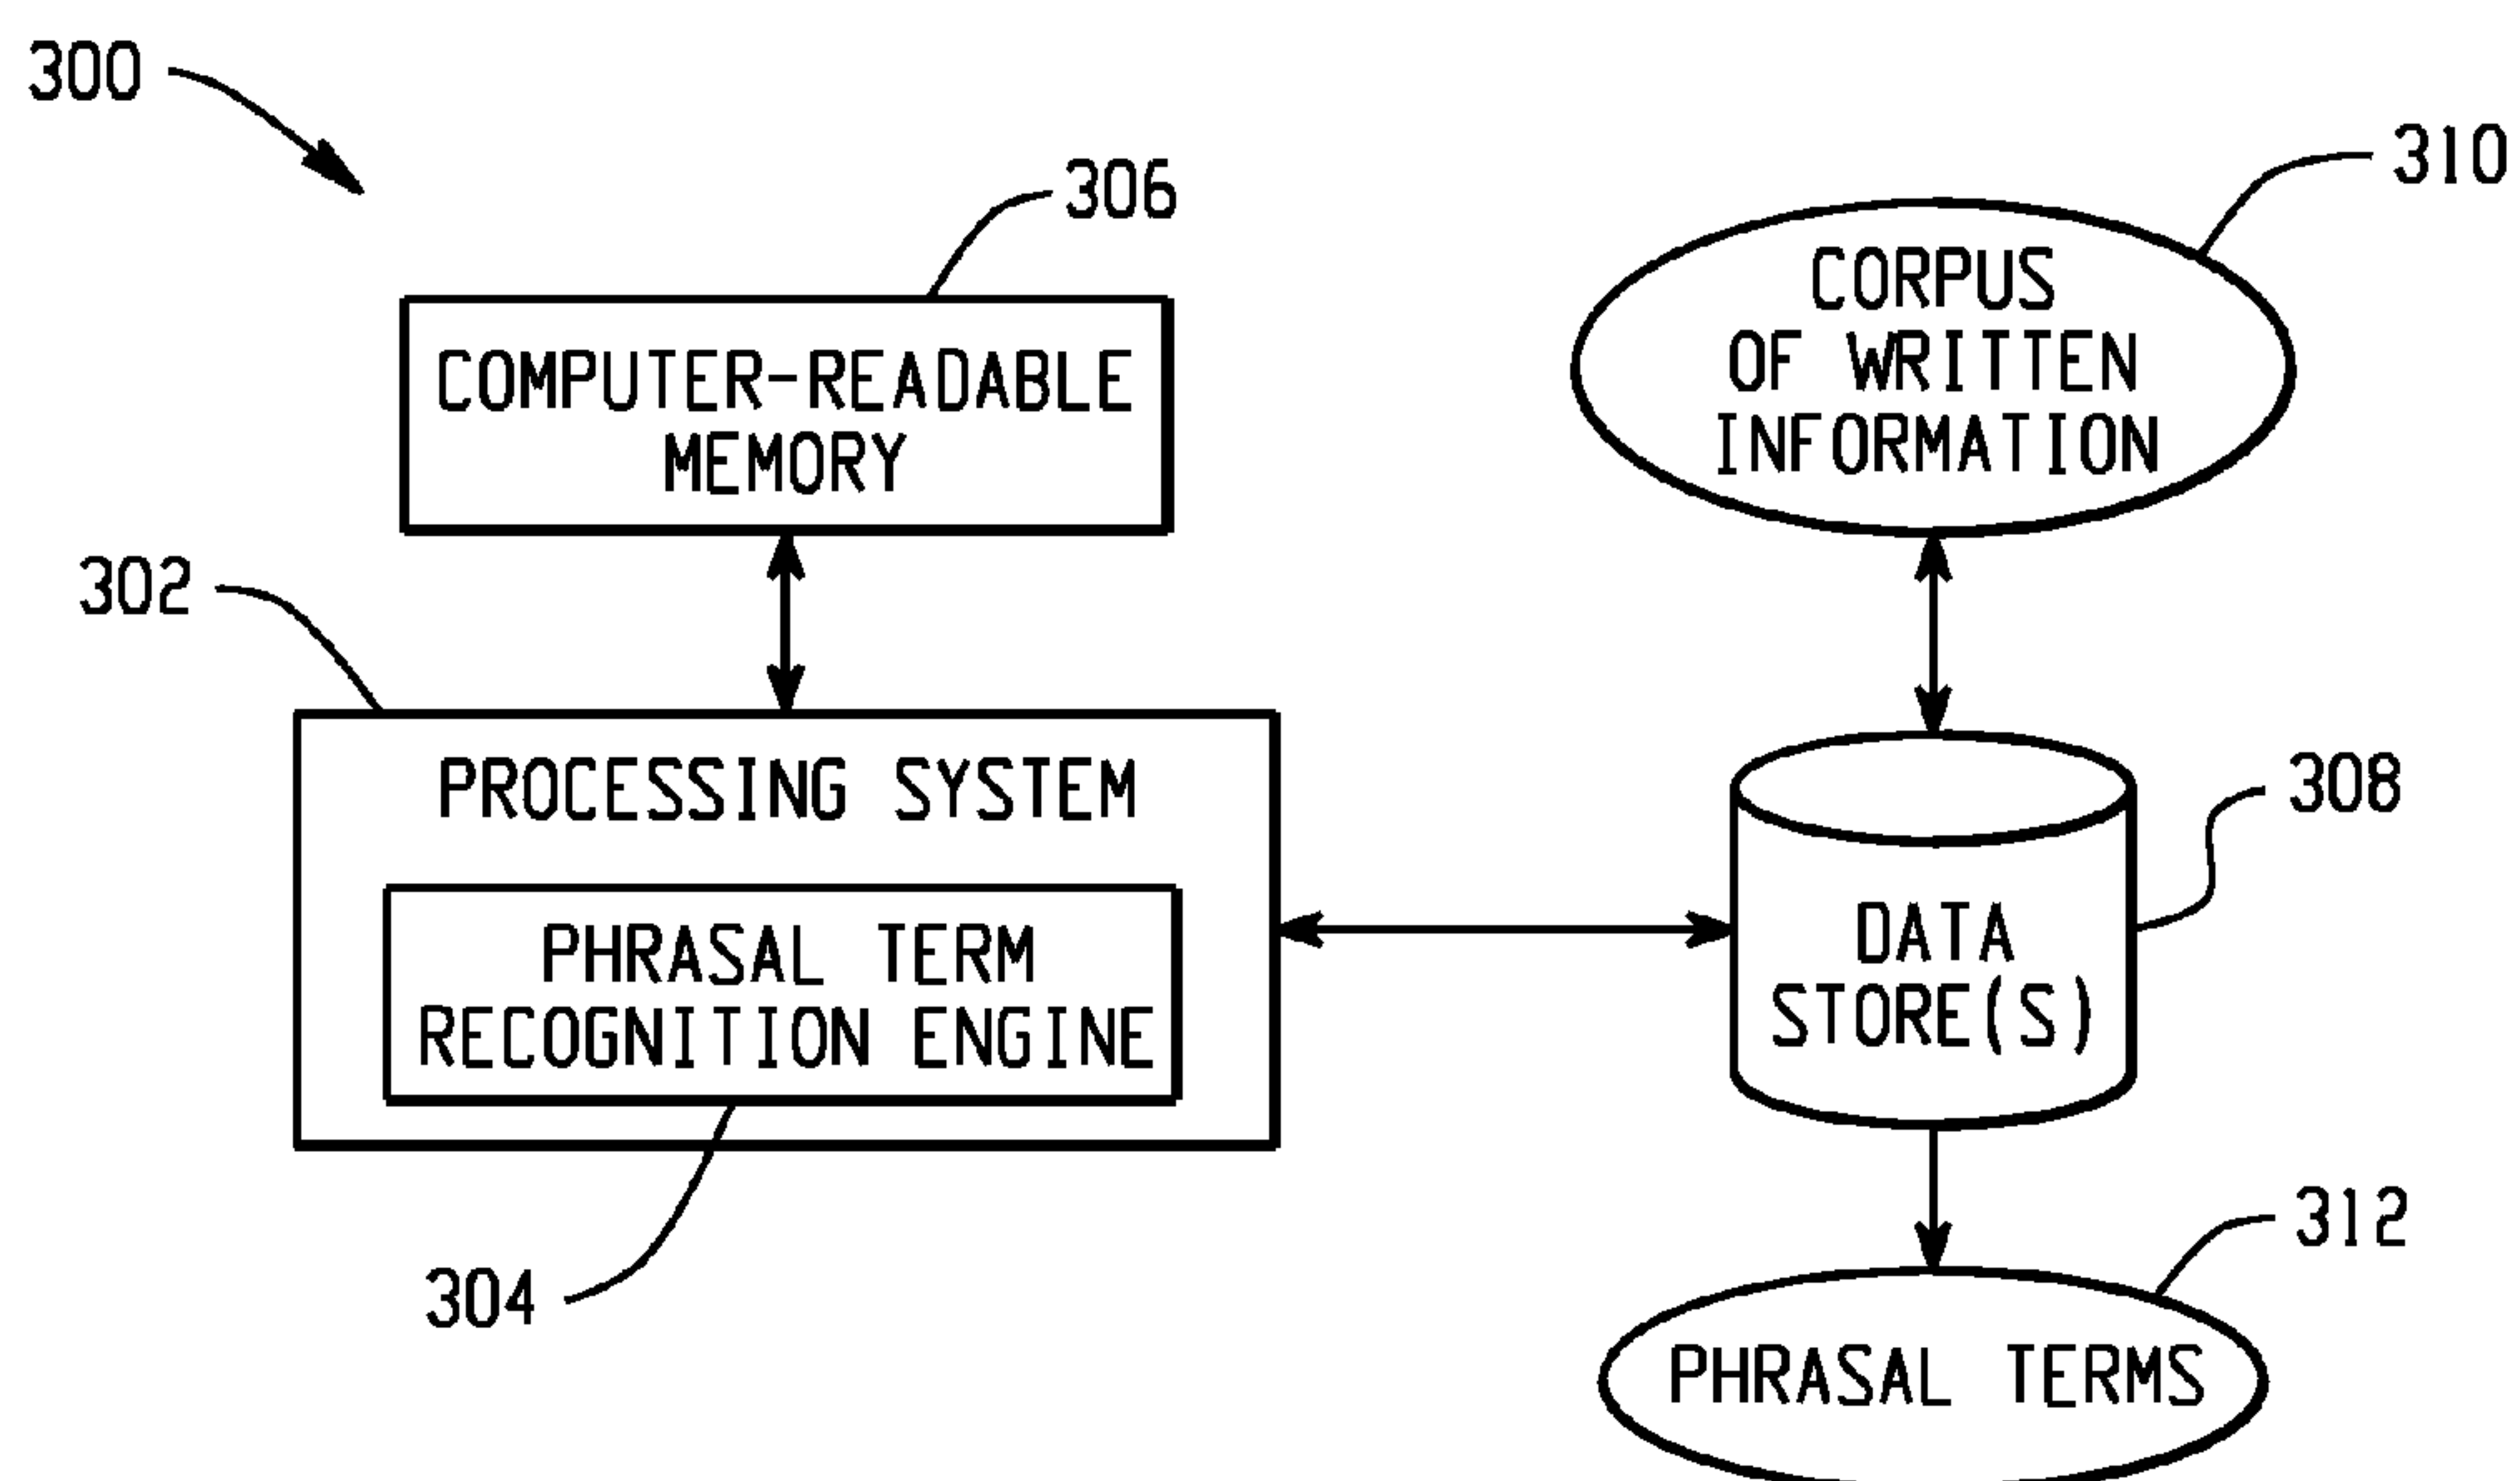 300
306
310
COMPUTER-READABLE
MEMORY
CORPUS
OF WRITTEN
INFORMATION
302
PROCESSING SYSTEM
PHRASAL TERM
RECOGNITION ENGINE
304
308
DATA
STORE(S)
312
PHRASAL TERMS